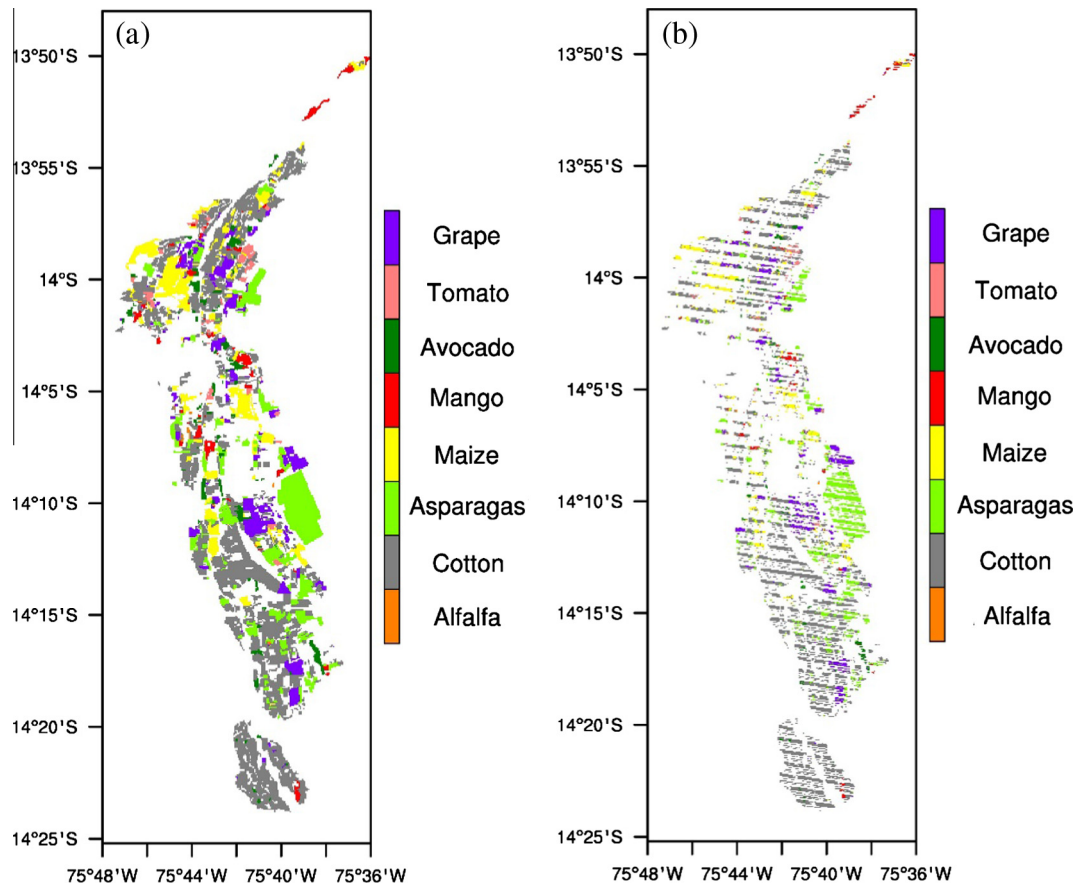 (a)
13°50'S
13°55'S
14°S
14°5'S
14°10'S
14°15'S
14°20'S
14°25'S
75°48'W 75°44'W 75°40'W 75°36'W
Grape
Tomato
Avocado
Mango
Maize
Asparagas
Cotton
Alfalfa
(b)
13°50'S
13°55'S
14°S
14°5'S
14°10'S
14°15'S
14°20'S
14°25'S
75°48'W 75°44'W 75°40'W 75°36'W
Grape
Tomato
Avocado
Mango
Maize
Asparagas
Cotton
Alfalfa